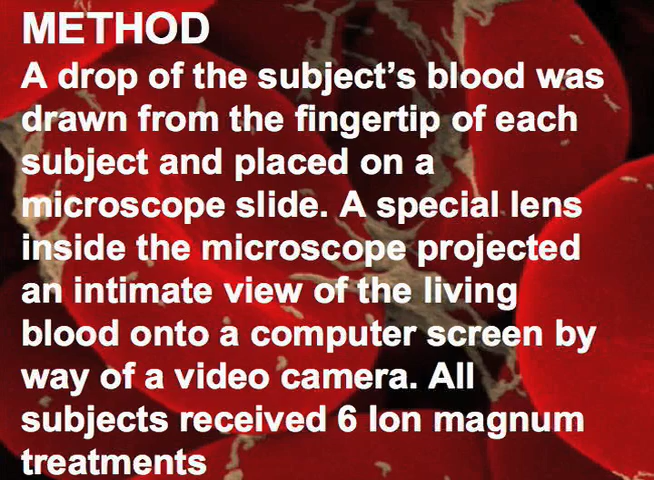 METHOD
A drop of the subject’s blood was
drawn from the fingertip of each
subject and placed on a
microscope slide. A special lens
inside the microscope projected
an intimate view of the living
blood onto a computer screen by
way of a video camera. All
subjects received 6 Ion magnum
treatments